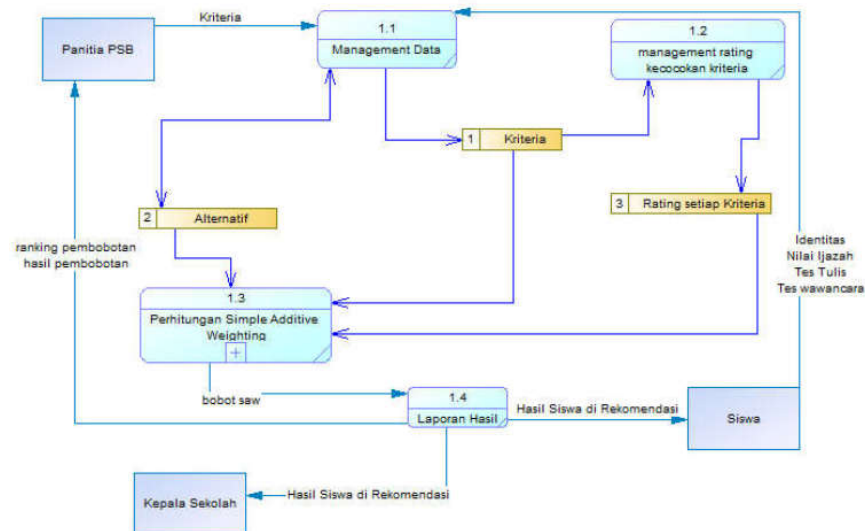 Kriteria
Panitia PSB
1.1
Management Data
1.2
management rating
kecocokan kriteria
1
Kriteria
2
Alternatif
3
Rating setiap Kriteria
ranking pembobotan
hasil pembobotan
Identitas
Nilai Ijazah
Tes Tulis
Tes wawancara
1.3
Perhitungan Simple Additive
Weighting
bobot saw
1.4
Laporan Hasil
Hasil Siswa di Rekomendasi
Siswa
Kepala Sekolah
Hasil Siswa di Rekomendasi